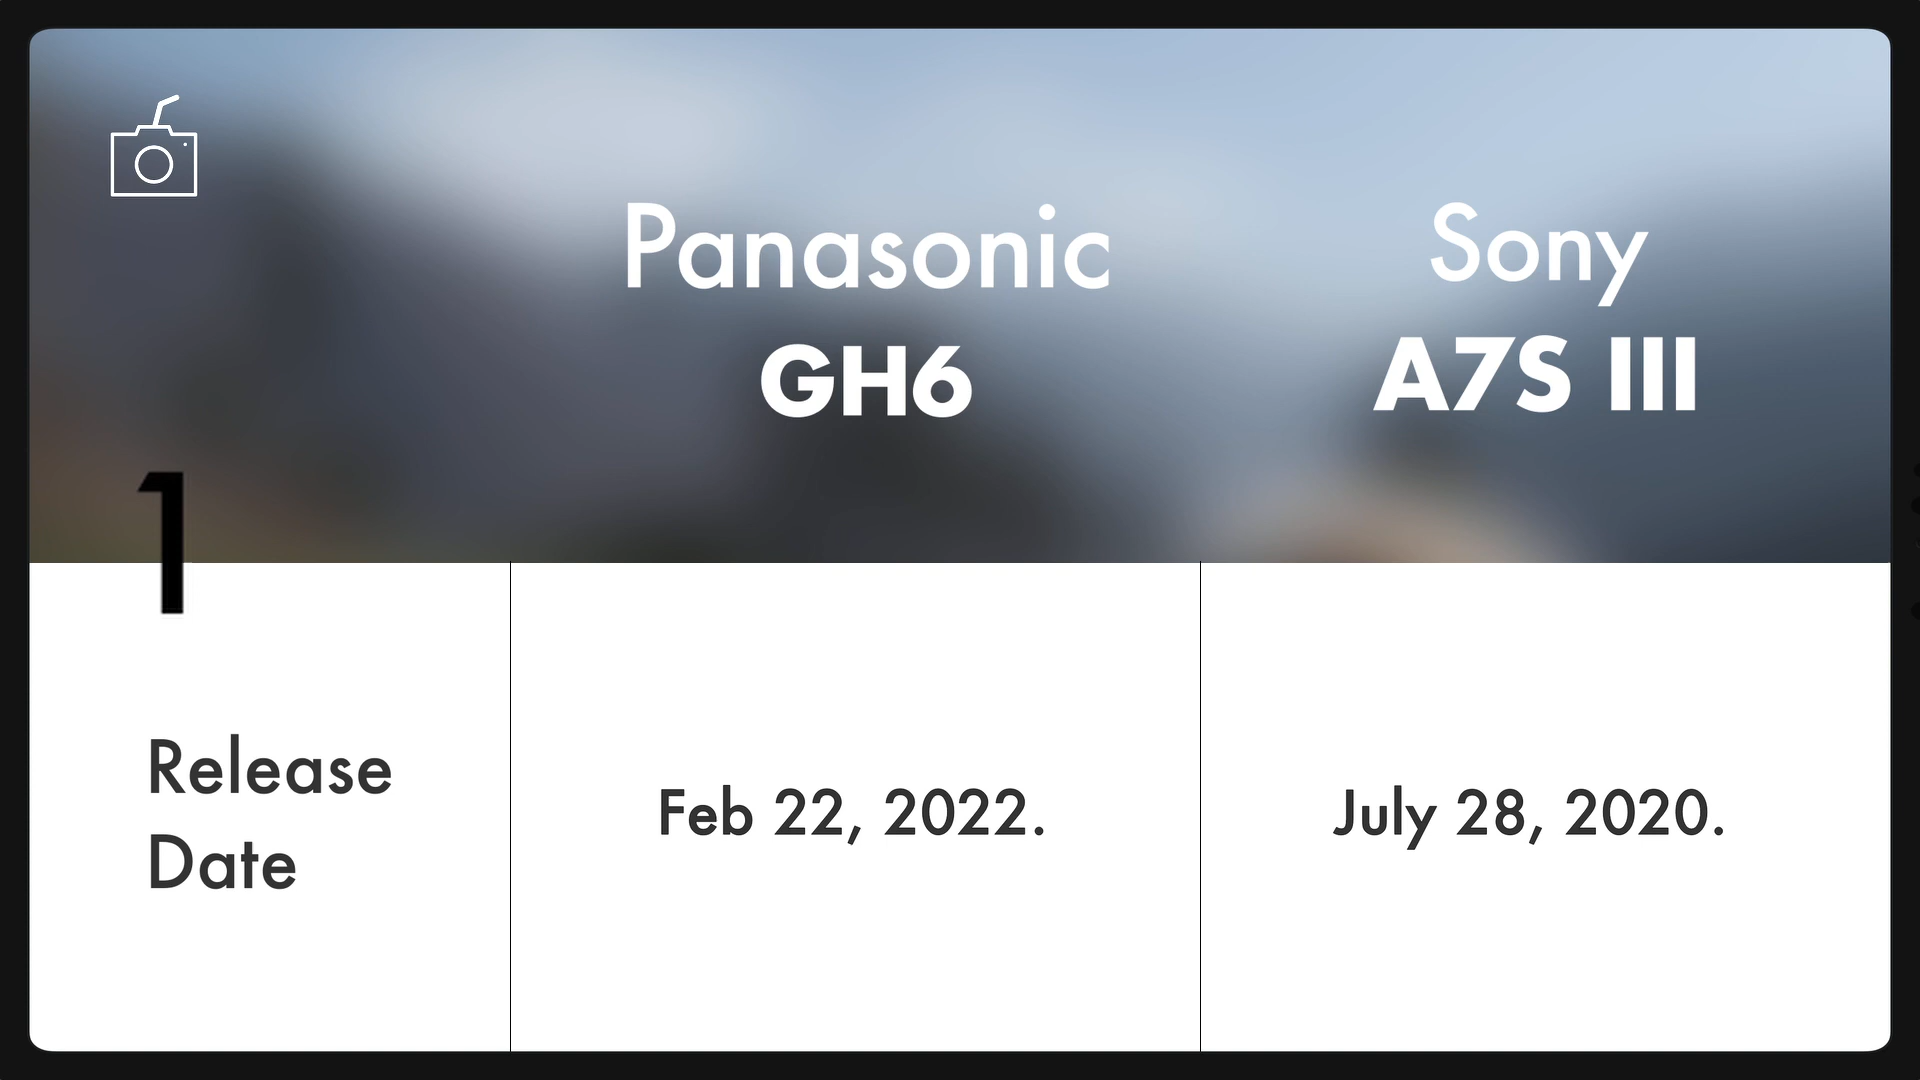 Panasonic
GH6
Sony
A7S III
1
Release
Date
Feb 22, 2022.
July 28, 2020.